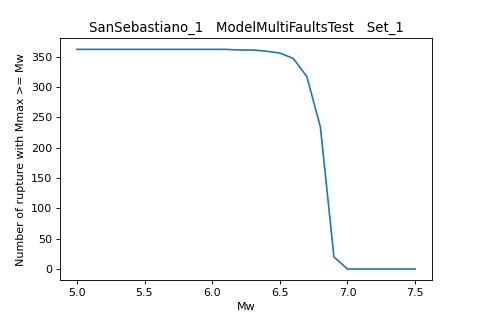 SanSebastiano_1   ModelMultiFaultsTest   Set_1
Number of rupture with Mmax >= Mw
350
300
250
200
150
100
50
0
5.0 5.5 6.0 6.5 7.0 7.5
Mw